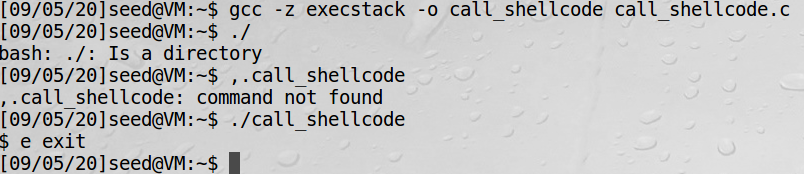 [09/05/20]seed@VM:~$ gcc -z execstack -o call_shellcode call_shellcode.c
[09/05/20]seed@VM:~$ ./
bash: ./: Is a directory
[09/05/20]seed@VM:~$ ,.call_shellcode
,.call_shellcode: command not found
[09/05/20]seed@VM:~$ ./call_shellcode
$ e exit
[09/05/20]seed@VM:~$